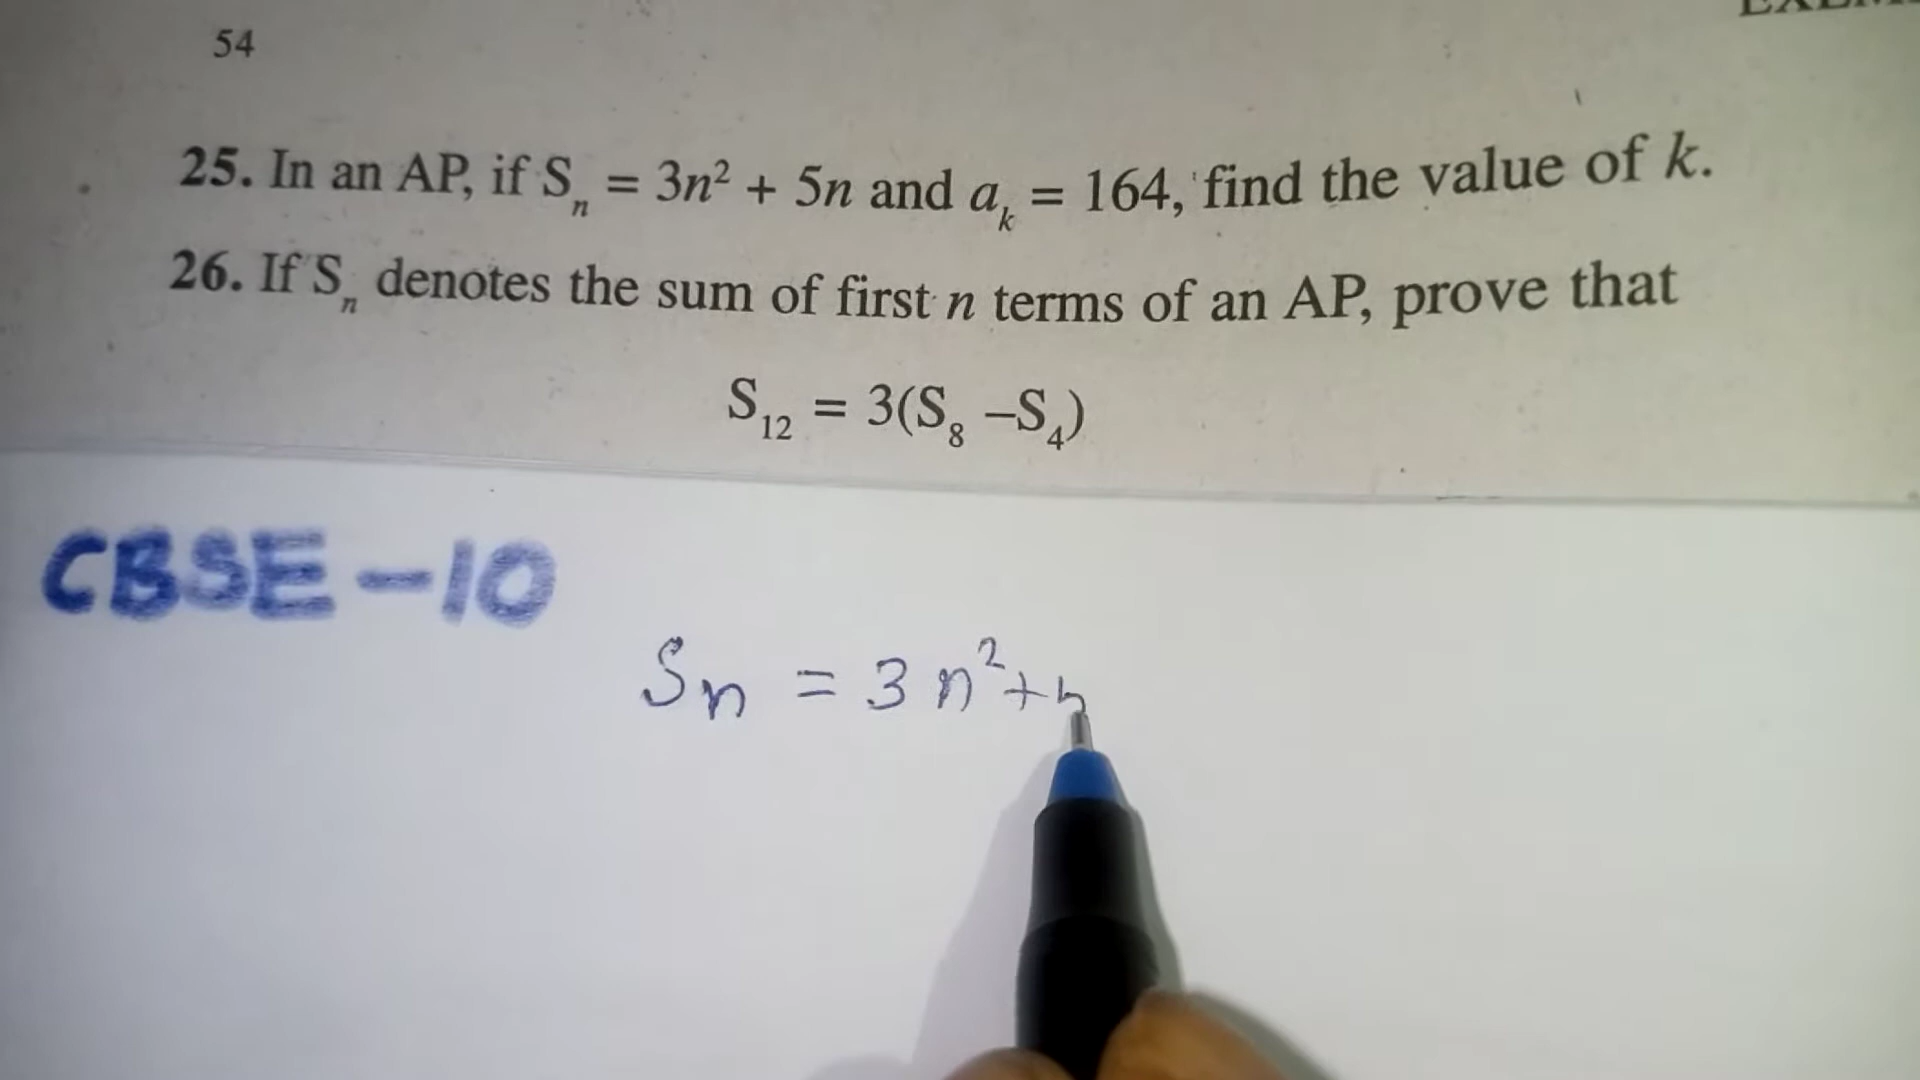 54
25. In an AP, if Sₙ = 3n² + 5n and aₖ = 164, find the value of k.
26. If Sₙ denotes the sum of first n terms of an AP, prove that
S₁₂ = 3(S₈ –S₄)
CBSE-10
Sn = 3n²+